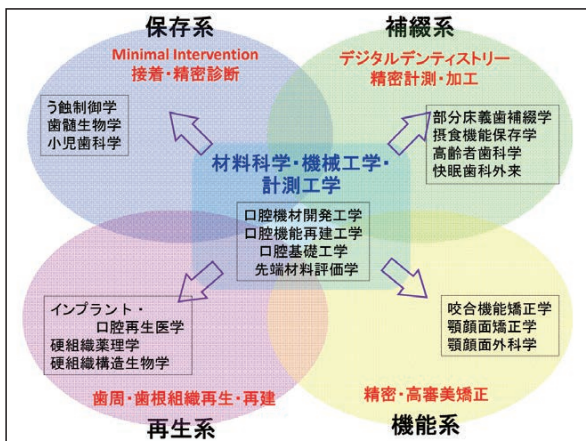 保存系
Minimal Intervention
接着・精密診断
う蝕制御学
歯髄生物学
小児歯科学
補綴系
デジタルデンティストリー
精密計測・加工
部分床義歯補綴学
摂食機能保存学
高齢者歯科学
快眠歯科外来
材料科学・機械工学・
計測工学
口腔機材開発工学
口腔機能再建工学
口腔基礎工学
先端材料評価学
インプラント・
口腔再生医学
硬組織薬理学
硬組織構造生物学
歯周・歯根組織再生・再建
再生系
咬合機能矯正学
顎顔面矯正学
顎顔面外科学
精密・高審美矯正
機能系